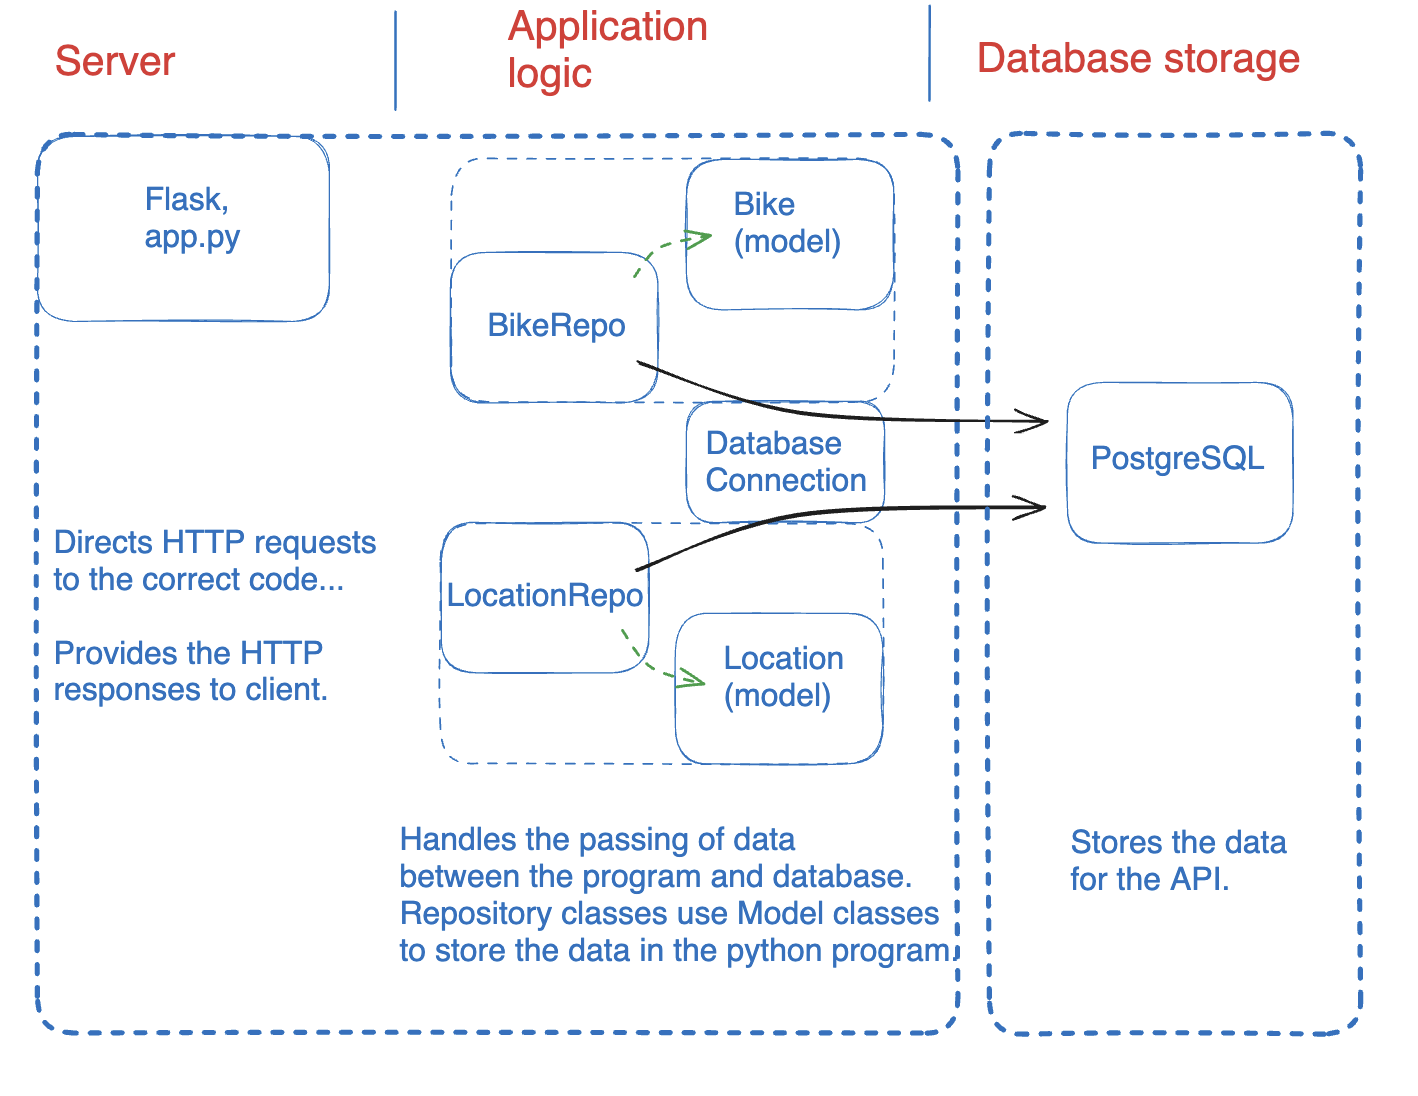 Server
Application
logic
Database storage
Flask,
app.py
Bike
(model)
BikeRepo
Database
Connection
PostgreSQL
LocationRepo
Location
(model)
Directs HTTP requests
to the correct code...
Provides the HTTP
responses to client.
Handles the passing of data
between the program and database.
Repository classes use Model classes
to store the data in the python program.
Stores the data
for the API.